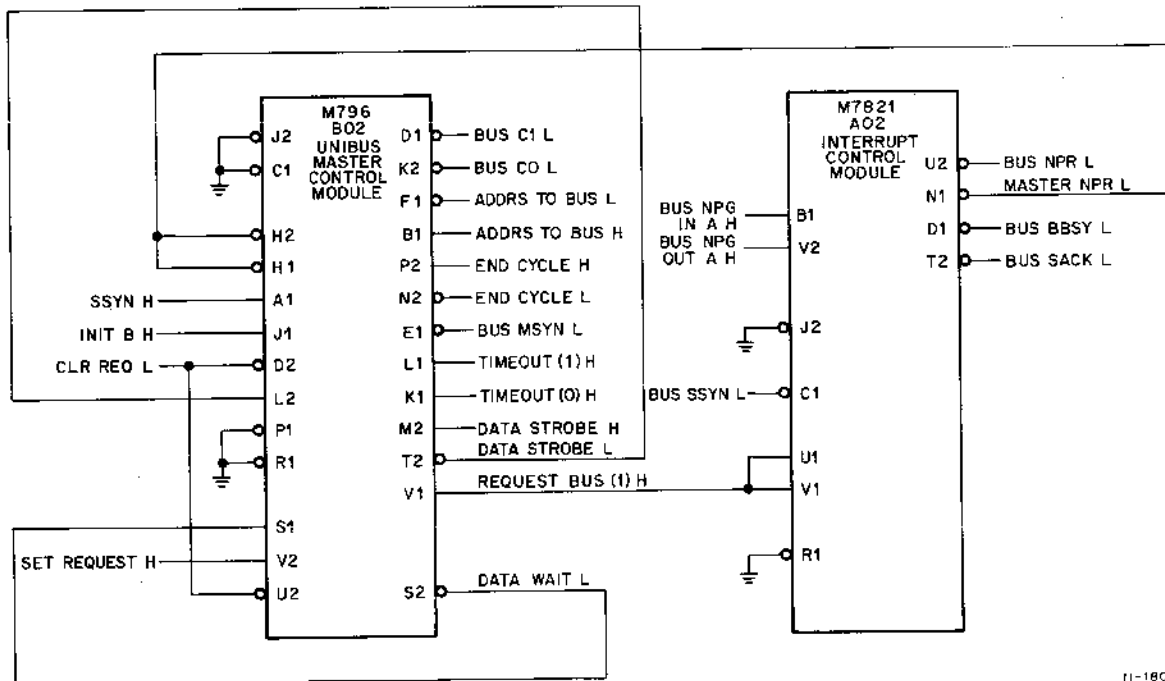 M796
B02
UNIBUS
MASTER
CONTROL
MODULE
J2
C1
H2
H1
SSYN H A1
INIT B H J1
CLR REQ L D2
L2
P1
R1
S1
SET REQUEST H V2
U2
D1 BUS C1 L
K2 BUS CO L
F1 ADDRS TO BUS L
B1 ADDRS TO BUS H
P2 END CYCLE H
N2 END CYCLE L
E1 BUS MSYN L
L1 TIMEOUT (1) H
K1 TIMEOUT (0) H
M2 DATA STROBE H
T2 DATA STROBE L
V1 REQUEST BUS (1) H
S2 DATA WAIT L
M7821
A02
INTERRUPT
CONTROL
MODULE
BUS NPG
IN A H B1
BUS NPG
OUT A H V2
J2
BUS SSYN L C1
U1
V1
R1
U2 BUS NPR L
N1 MASTER NPR L
D1 BUS BBSY L
T2 BUS SACK L